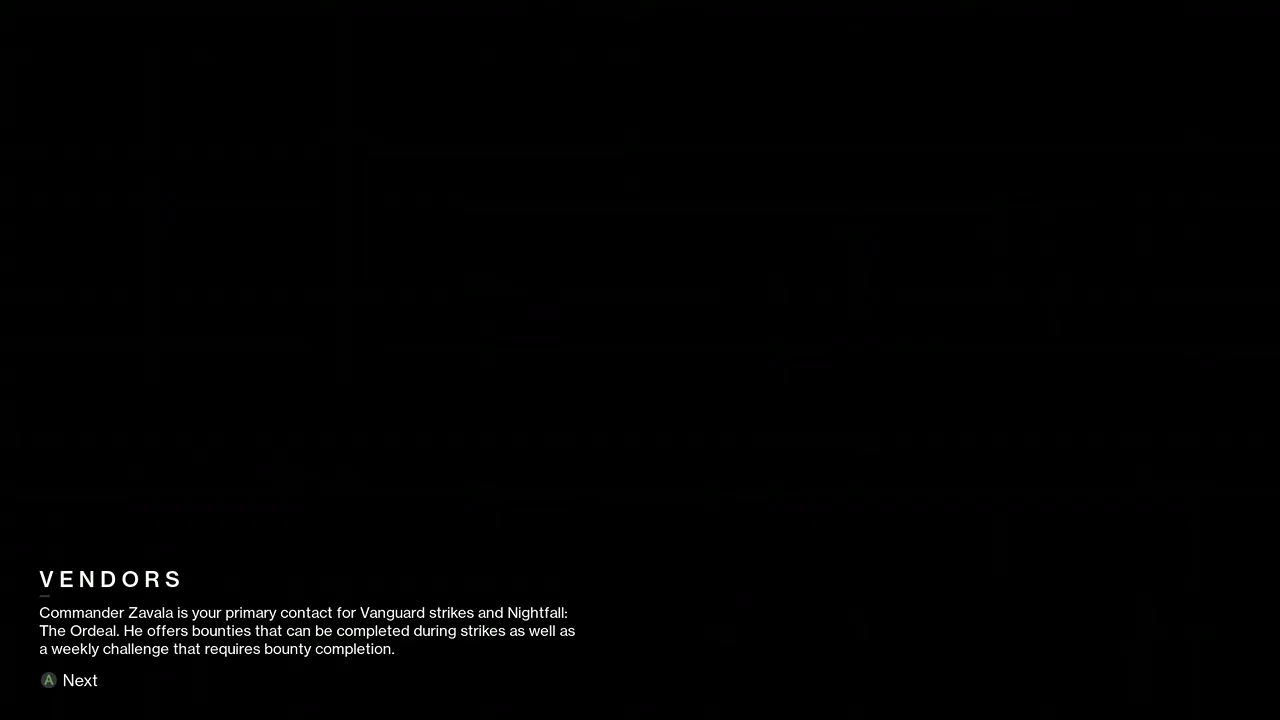 VENDORS
Commander Zavala is your primary contact for Vanguard strikes and Nightfall:
The Ordeal. He offers bounties that can be completed during strikes as well as
a weekly challenge that requires bounty completion.
A Next